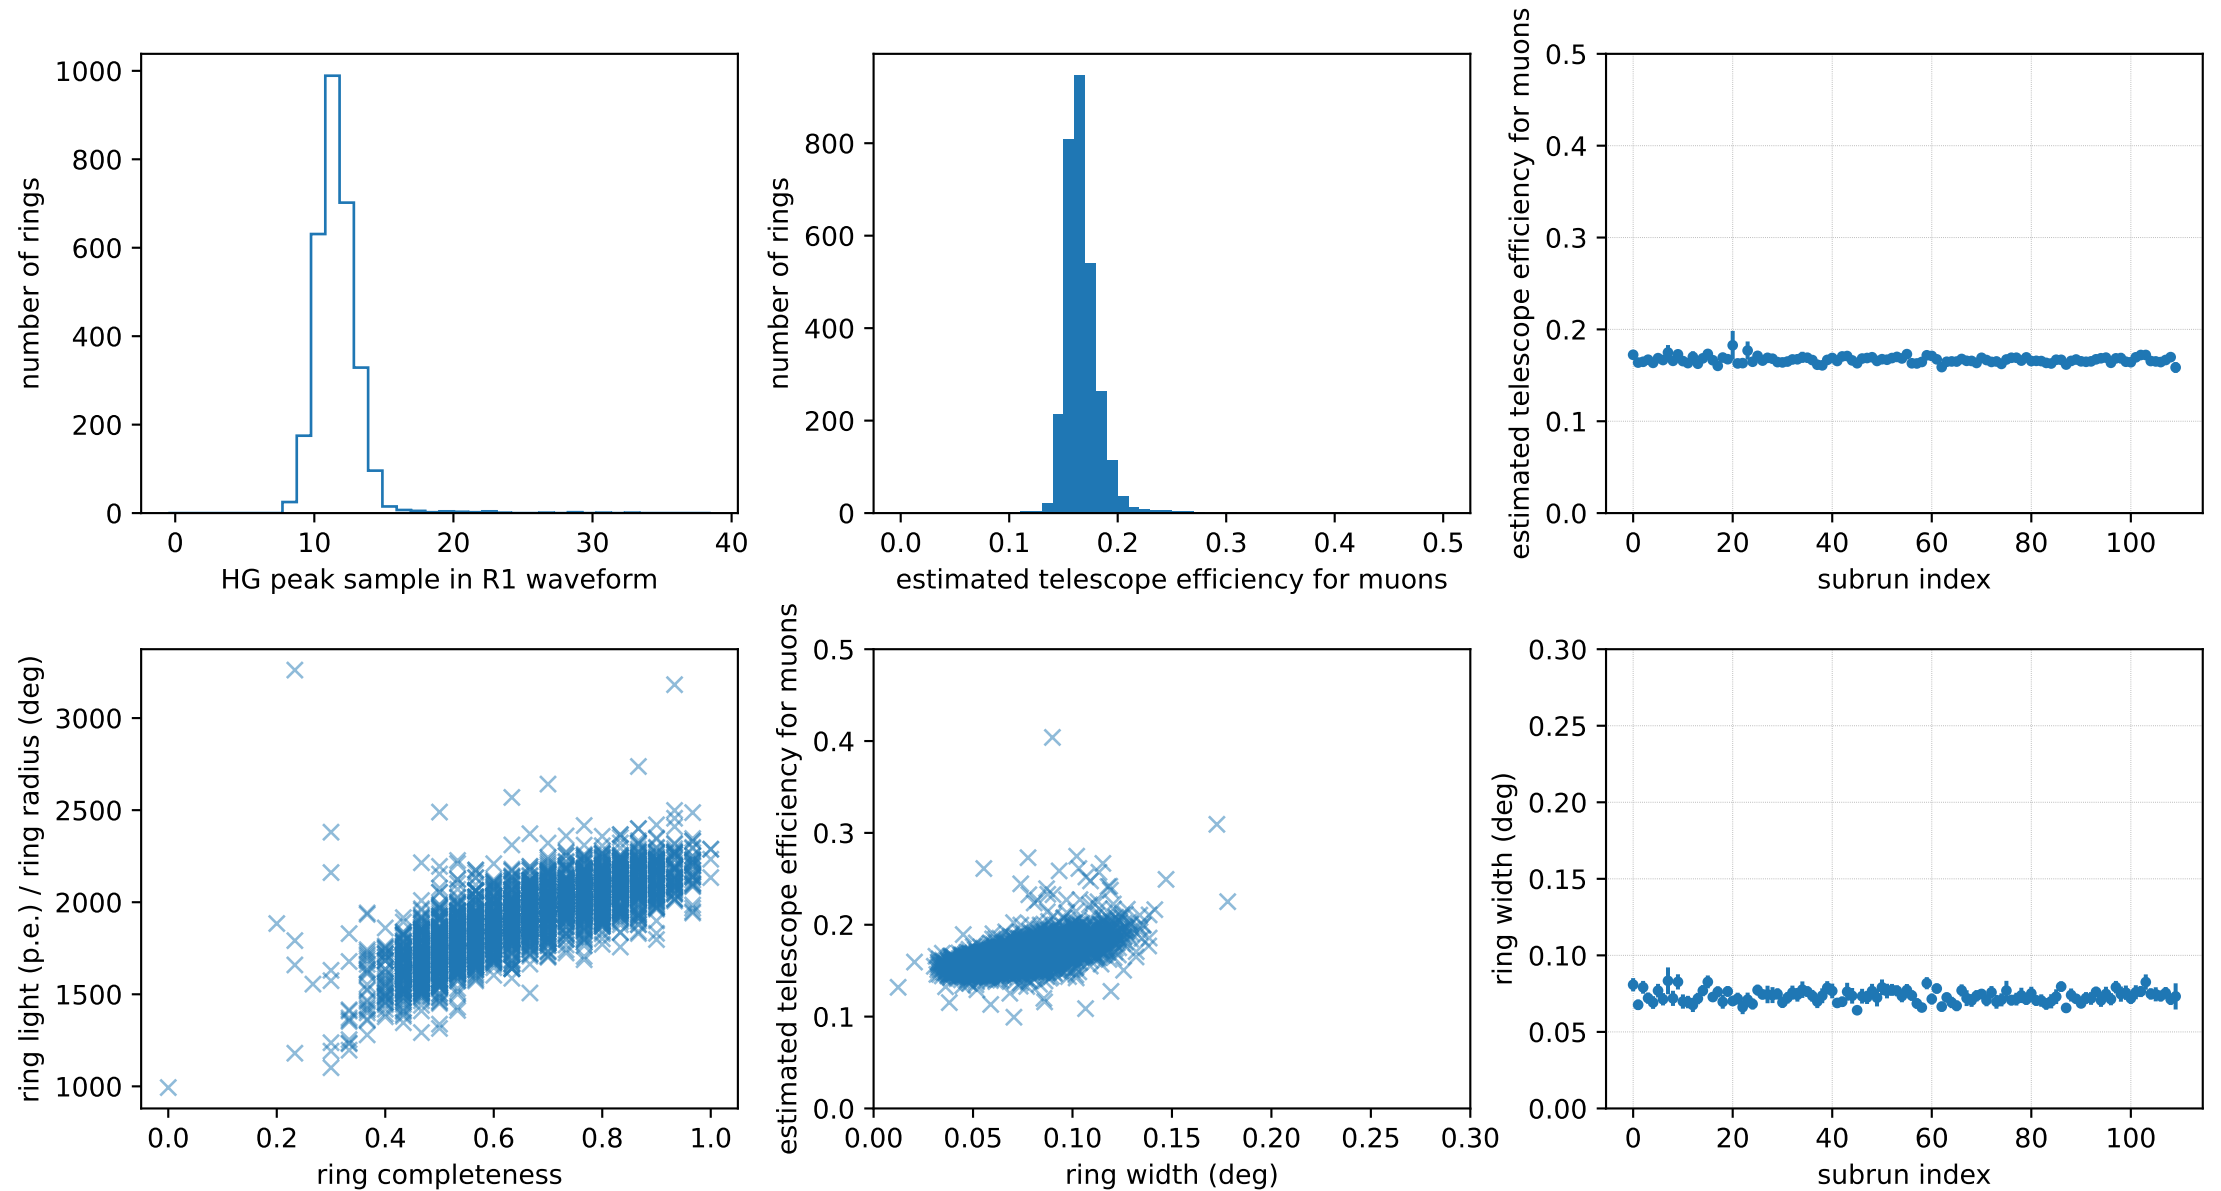 1000
800
600
400
200
0
number of rings
0 10 20 30 40
HG peak sample in R1 waveform
800
600
400
200
0
number of rings
0.0 0.1 0.2 0.3 0.4 0.5
estimated telescope efficiency for muons
0.5
0.4
0.3
0.2
0.1
0.0
estimated telescope efficiency for muons
0 20 40 60 80 100
subrun index
3000
2500
2000
1500
1000
ring light (p.e.) / ring radius (deg)
0.0 0.2 0.4 0.6 0.8 1.0
ring completeness
0.5
0.4
0.3
0.2
0.1
0.0
estimated telescope efficiency for muons
0.00 0.05 0.10 0.15 0.20 0.25 0.30
ring width (deg)
0.30
0.25
0.20
0.15
0.10
0.05
0.00
ring width (deg)
0 20 40 60 80 100
subrun index